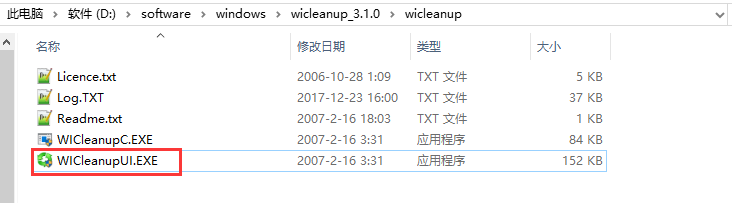 此电脑 > 软件 (D:) > software > windows > wicleanup_3.1.0 > wicleanup
名称 修改日期 类型 大小
Licence.txt 2006-10-28 1:09 TXT 文件 5 KB
Log.TXT 2017-12-23 16:00 TXT 文件 37 KB
Readme.txt 2007-2-16 18:03 TXT 文件 1 KB
WICleanupC.EXE 2007-2-16 3:31 应用程序 84 KB
WICleanupUI.EXE 2007-2-16 3:31 应用程序 152 KB